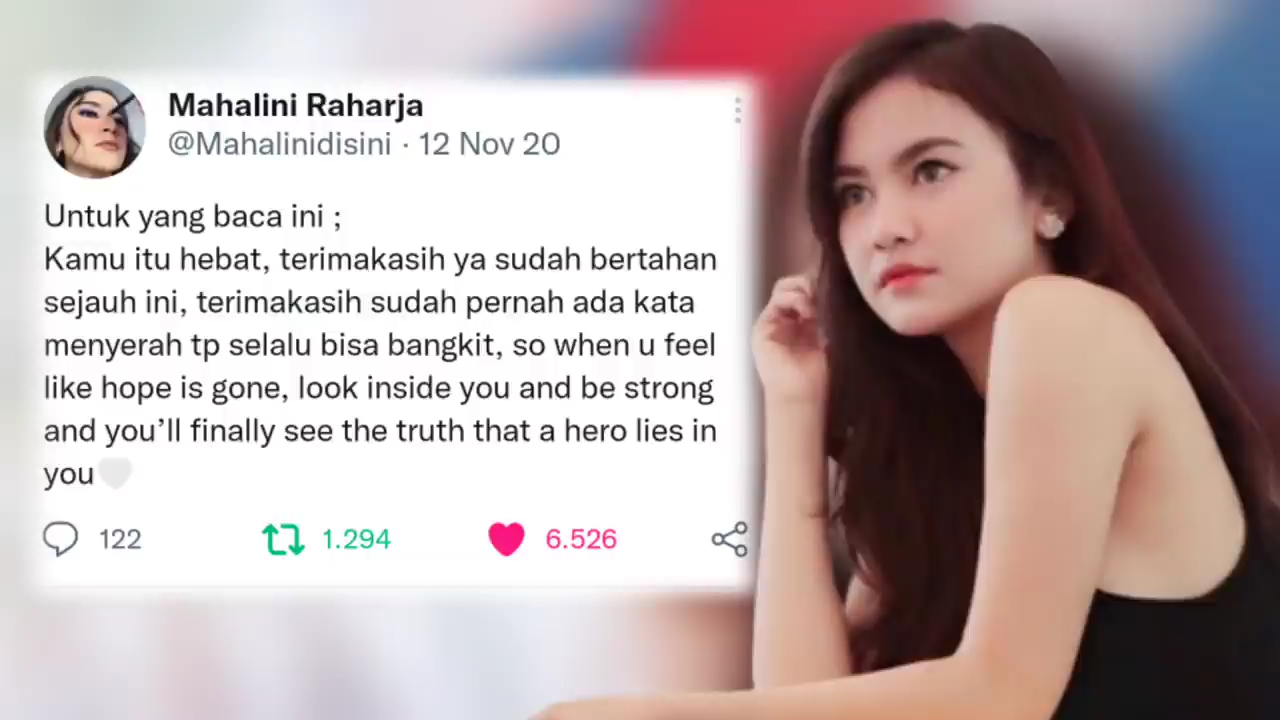 Mahalini Raharja
@Mahalinidisini · 12 Nov 20
Untuk yang baca ini ;
Kamu itu hebat, terimakasih ya sudah bertahan
sejauh ini, terimakasih sudah pernah ada kata
menyerah tp selalu bisa bangkit, so when u feel
like hope is gone, look inside you and be strong
and you’ll finally see the truth that a hero lies in
you🤍
122 1.294 6.526